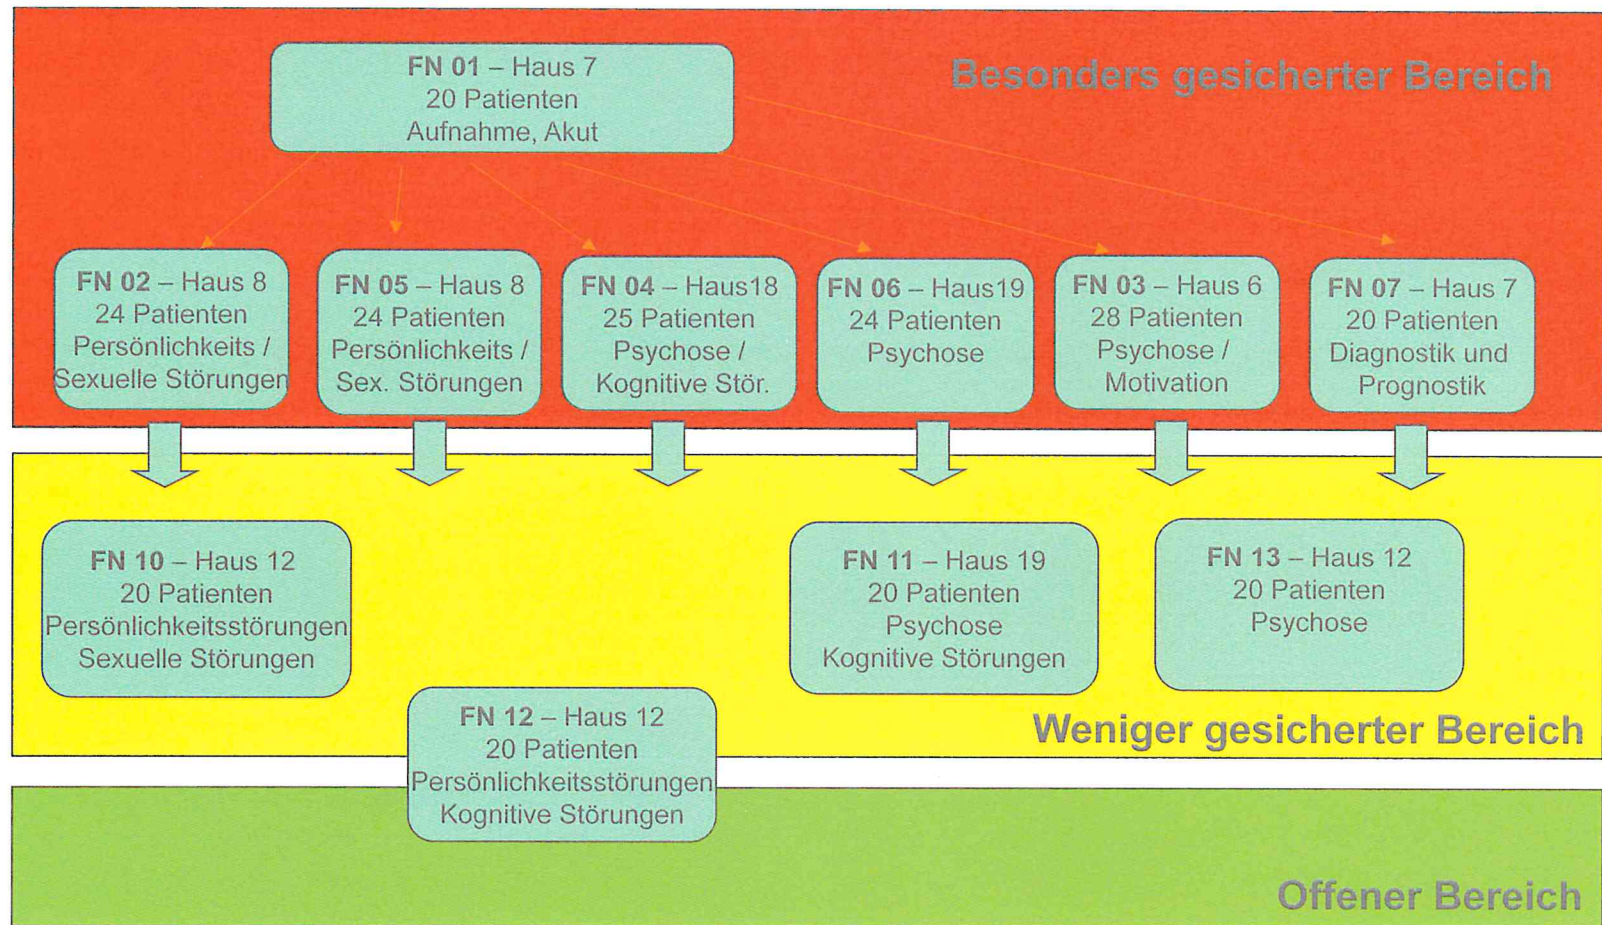 Besonders gesicherter Bereich
FN 01 – Haus 7
20 Patienten
Aufnahme, Akut
FN 02 – Haus 8
24 Patienten
Persönlichkeits /
Sexuelle Störungen
FN 05 – Haus 8
24 Patienten
Persönlichkeits /
Sex. Störungen
FN 04 – Haus18
25 Patienten
Psychose /
Kognitive Stör.
FN 06 – Haus19
24 Patienten
Psychose
FN 03 – Haus 6
28 Patienten
Psychose /
Motivation
FN 07 – Haus 7
20 Patienten
Diagnostik und
Prognostik
FN 10 – Haus 12
20 Patienten
Persönlichkeitsstörungen
Sexuelle Störungen
FN 11 – Haus 19
20 Patienten
Psychose
Kognitive Störungen
FN 13 – Haus 12
20 Patienten
Psychose
FN 12 – Haus 12
20 Patienten
Persönlichkeitsstörungen
Kognitive Störungen
Weniger gesicherter Bereich
Offener Bereich